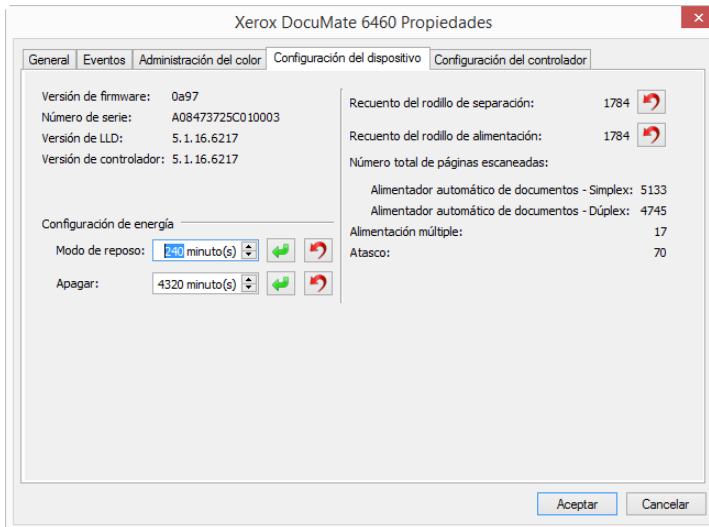 Xerox DocuMate 6460 Propiedades
General
Eventos
Administración del color
Configuración del dispositivo
Configuración del controlador
Versión de firmware: 0a97
Número de serie: A08473725C010003
Versión de LLD: 5.1.16.6217
Versión de controlador: 5.1.16.6217
Configuración de energía
Modo de reposo: 240 minuto(s)
Apagar: 4320 minuto(s)
Recuento del rodillo de separación: 1784
Recuento del rodillo de alimentación: 1784
Número total de páginas escaneadas:
Alimentador automático de documentos - Simplex: 5133
Alimentador automático de documentos - Dúplex: 4745
Alimentación múltiple: 17
Atasco: 70
Aceptar
Cancelar